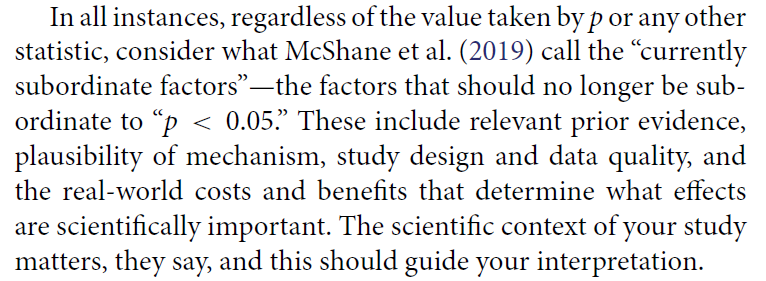 In all instances, regardless of the value taken by p or any other
statistic, consider what McShane et al. (2019) call the “currently
subordinate factors”—the factors that should no longer be sub-
ordinate to “p < 0.05.” These include relevant prior evidence,
plausibility of mechanism, study design and data quality, and
the real-world costs and benefits that determine what effects
are scientifically important. The scientific context of your study
matters, they say, and this should guide your interpretation.